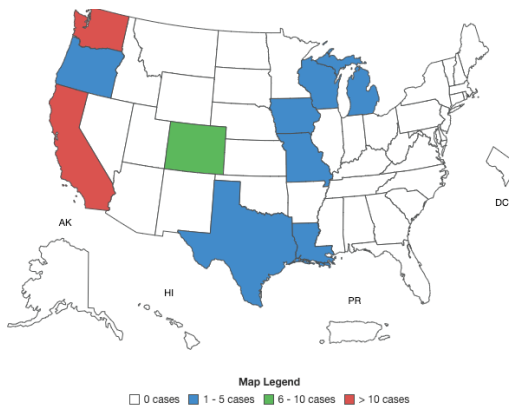 DC
AK
HI
PR
Map Legend
0 cases 1 - 5 cases 6 - 10 cases > 10 cases